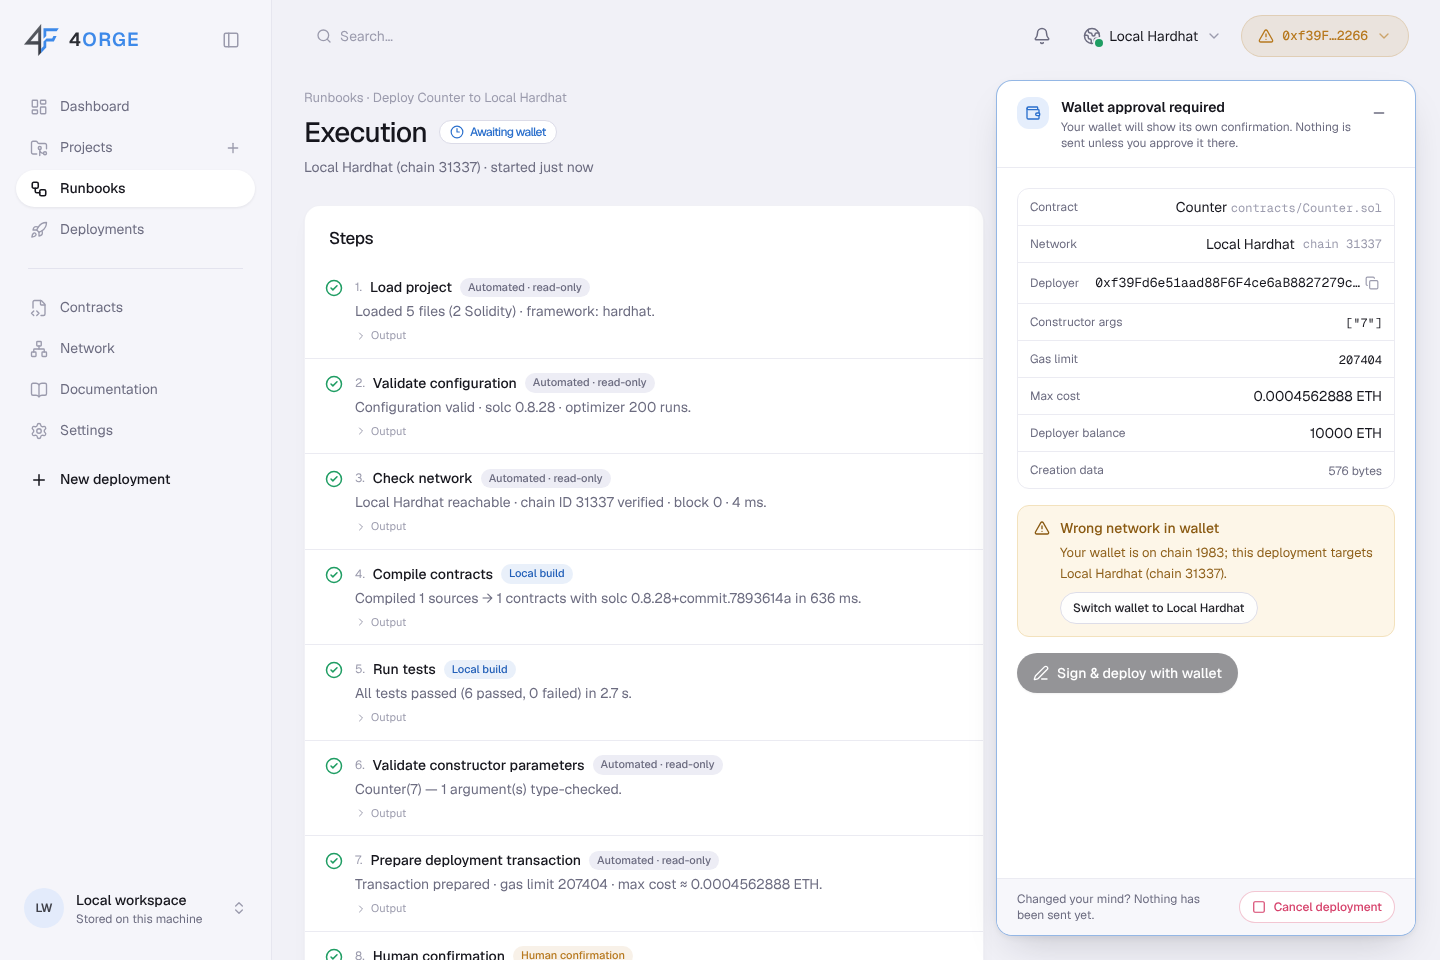 4ORGE
Dashboard
Projects
Runbooks
Deployments
Contracts
Network
Documentation
Settings
New deployment
LW
Local workspace
Stored on this machine
Search...
Local Hardhat
0xf39F…2266
Runbooks · Deploy Counter to Local Hardhat
Execution
Awaiting wallet
Local Hardhat (chain 31337) · started just now
Steps
1. Load project Automated · read-only
Loaded 5 files (2 Solidity) · framework: hardhat.
Output
2. Validate configuration Automated · read-only
Configuration valid · solc 0.8.28 · optimizer 200 runs.
Output
3. Check network Automated · read-only
Local Hardhat reachable · chain ID 31337 verified · block 0 · 4 ms.
Output
4. Compile contracts Local build
Compiled 1 sources → 1 contracts with solc 0.8.28+commit.7893614a in 636 ms.
Output
5. Run tests Local build
All tests passed (6 passed, 0 failed) in 2.7 s.
Output
6. Validate constructor parameters Automated · read-only
Counter(7) — 1 argument(s) type-checked.
Output
7. Prepare deployment transaction Automated · read-only
Transaction prepared · gas limit 207404 · max cost ≈ 0.0004562888 ETH.
Output
8. Human confirmation Human confirmation
Wallet approval required
Your wallet will show its own confirmation. Nothing is
sent unless you approve it there.
Contract Counter contracts/Counter.sol
Network Local Hardhat chain 31337
Deployer 0xf39Fd6e51aad88F6F4ce6aB8827279c…
Constructor args ["7"]
Gas limit 207404
Max cost 0.0004562888 ETH
Deployer balance 10000 ETH
Creation data 576 bytes
Wrong network in wallet
Your wallet is on chain 1983; this deployment targets
Local Hardhat (chain 31337).
Switch wallet to Local Hardhat
Sign & deploy with wallet
Changed your mind? Nothing has
been sent yet.
Cancel deployment